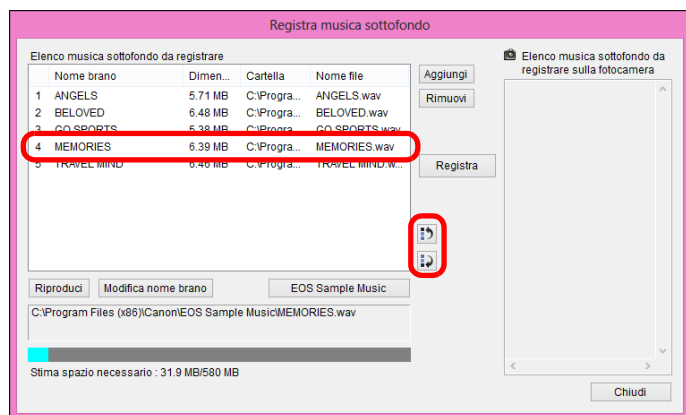 Registra musica sottofondo
Elenco musica sottofondo da registrare
Nome brano Dimen... Cartella Nome file
1 ANGELS 5.71 MB C:\Progra... ANGELS.wav
2 BELOVED 6.48 MB C:\Progra... BELOVED.wav
3 GO SPORTS 5.38 MB C:\Progra... GO SPORTS.wav
4 MEMORIES 6.39 MB C:\Progra... MEMORIES.wav
5 TRAVEL MIND 6.46 MB C:\Progra... TRAVEL MIND.w...
Aggiungi
Rimuovi
Registra
Riproduci Modifica nome brano EOS Sample Music
C:\Program Files (x86)\Canon\EOS Sample Music\MEMORIES.wav
Stima spazio necessario : 31.9 MB/580 MB
Elenco musica sottofondo da
registrare sulla fotocamera
Chiudi